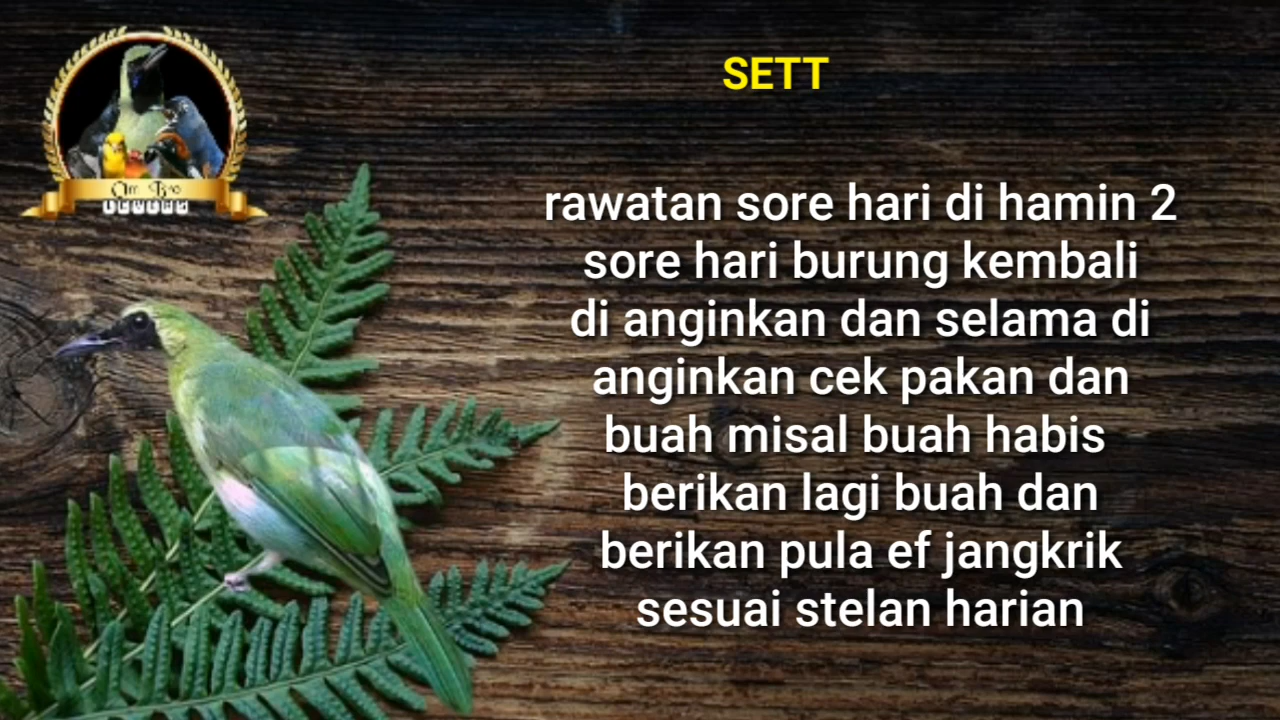 SETT
rawatan sore hari di hamin 2
sore hari burung kembali
di anginkan dan selama di
anginkan cek pakan dan
buah misal buah habis
berikan lagi buah dan
berikan pula ef jangkrik
sesuai stelan harian